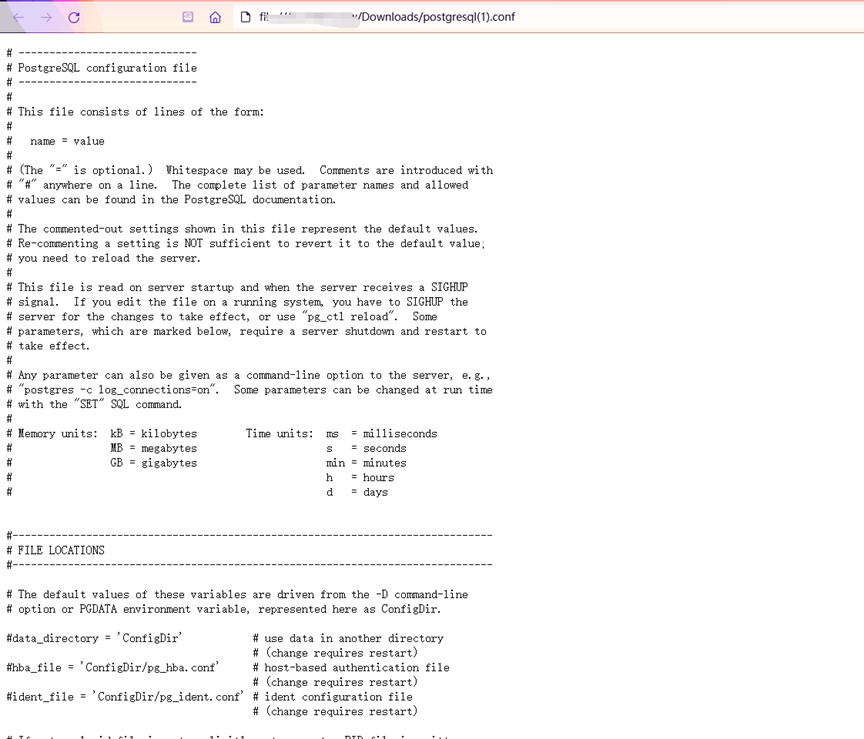 /Downloads/postgresql(1).conf
# -----------------------------
# PostgreSQL configuration file
# -----------------------------
#
# This file consists of lines of the form:
#
#   name = value
#
# (The "=" is optional.)  Whitespace may be used.  Comments are introduced with
# "#" anywhere on a line.  The complete list of parameter names and allowed
# values can be found in the PostgreSQL documentation.
#
# The commented-out settings shown in this file represent the default values.
# Re-commenting a setting is NOT sufficient to revert it to the default value;
# you need to reload the server.
#
# This file is read on server startup and when the server receives a SIGHUP
# signal.  If you edit the file on a running system, you have to SIGHUP the
# server for the changes to take effect, or use "pg_ctl reload".  Some
# parameters, which are marked below, require a server shutdown and restart to
# take effect.
#
# Any parameter can also be given as a command-line option to the server, e.g.,
# "postgres -c log_connections=on".  Some parameters can be changed at run time
# with the "SET" SQL command.
#
# Memory units:  kB = kilobytes        Time units:  ms  = milliseconds
#                MB = megabytes                     s   = seconds
#                GB = gigabytes                     min = minutes
#                                                   h   = hours
#                                                   d   = days
#------------------------------------------------------------------------------
# FILE LOCATIONS
#------------------------------------------------------------------------------
# The default values of these variables are driven from the -D command-line
# option or PGDATA environment variable, represented here as ConfigDir.
#data_directory = 'ConfigDir'           # use data in another directory
                                        # (change requires restart)
#hba_file = 'ConfigDir/pg_hba.conf'     # host-based authentication file
                                        # (change requires restart)
#ident_file = 'ConfigDir/pg_ident.conf' # ident configuration file
                                        # (change requires restart)